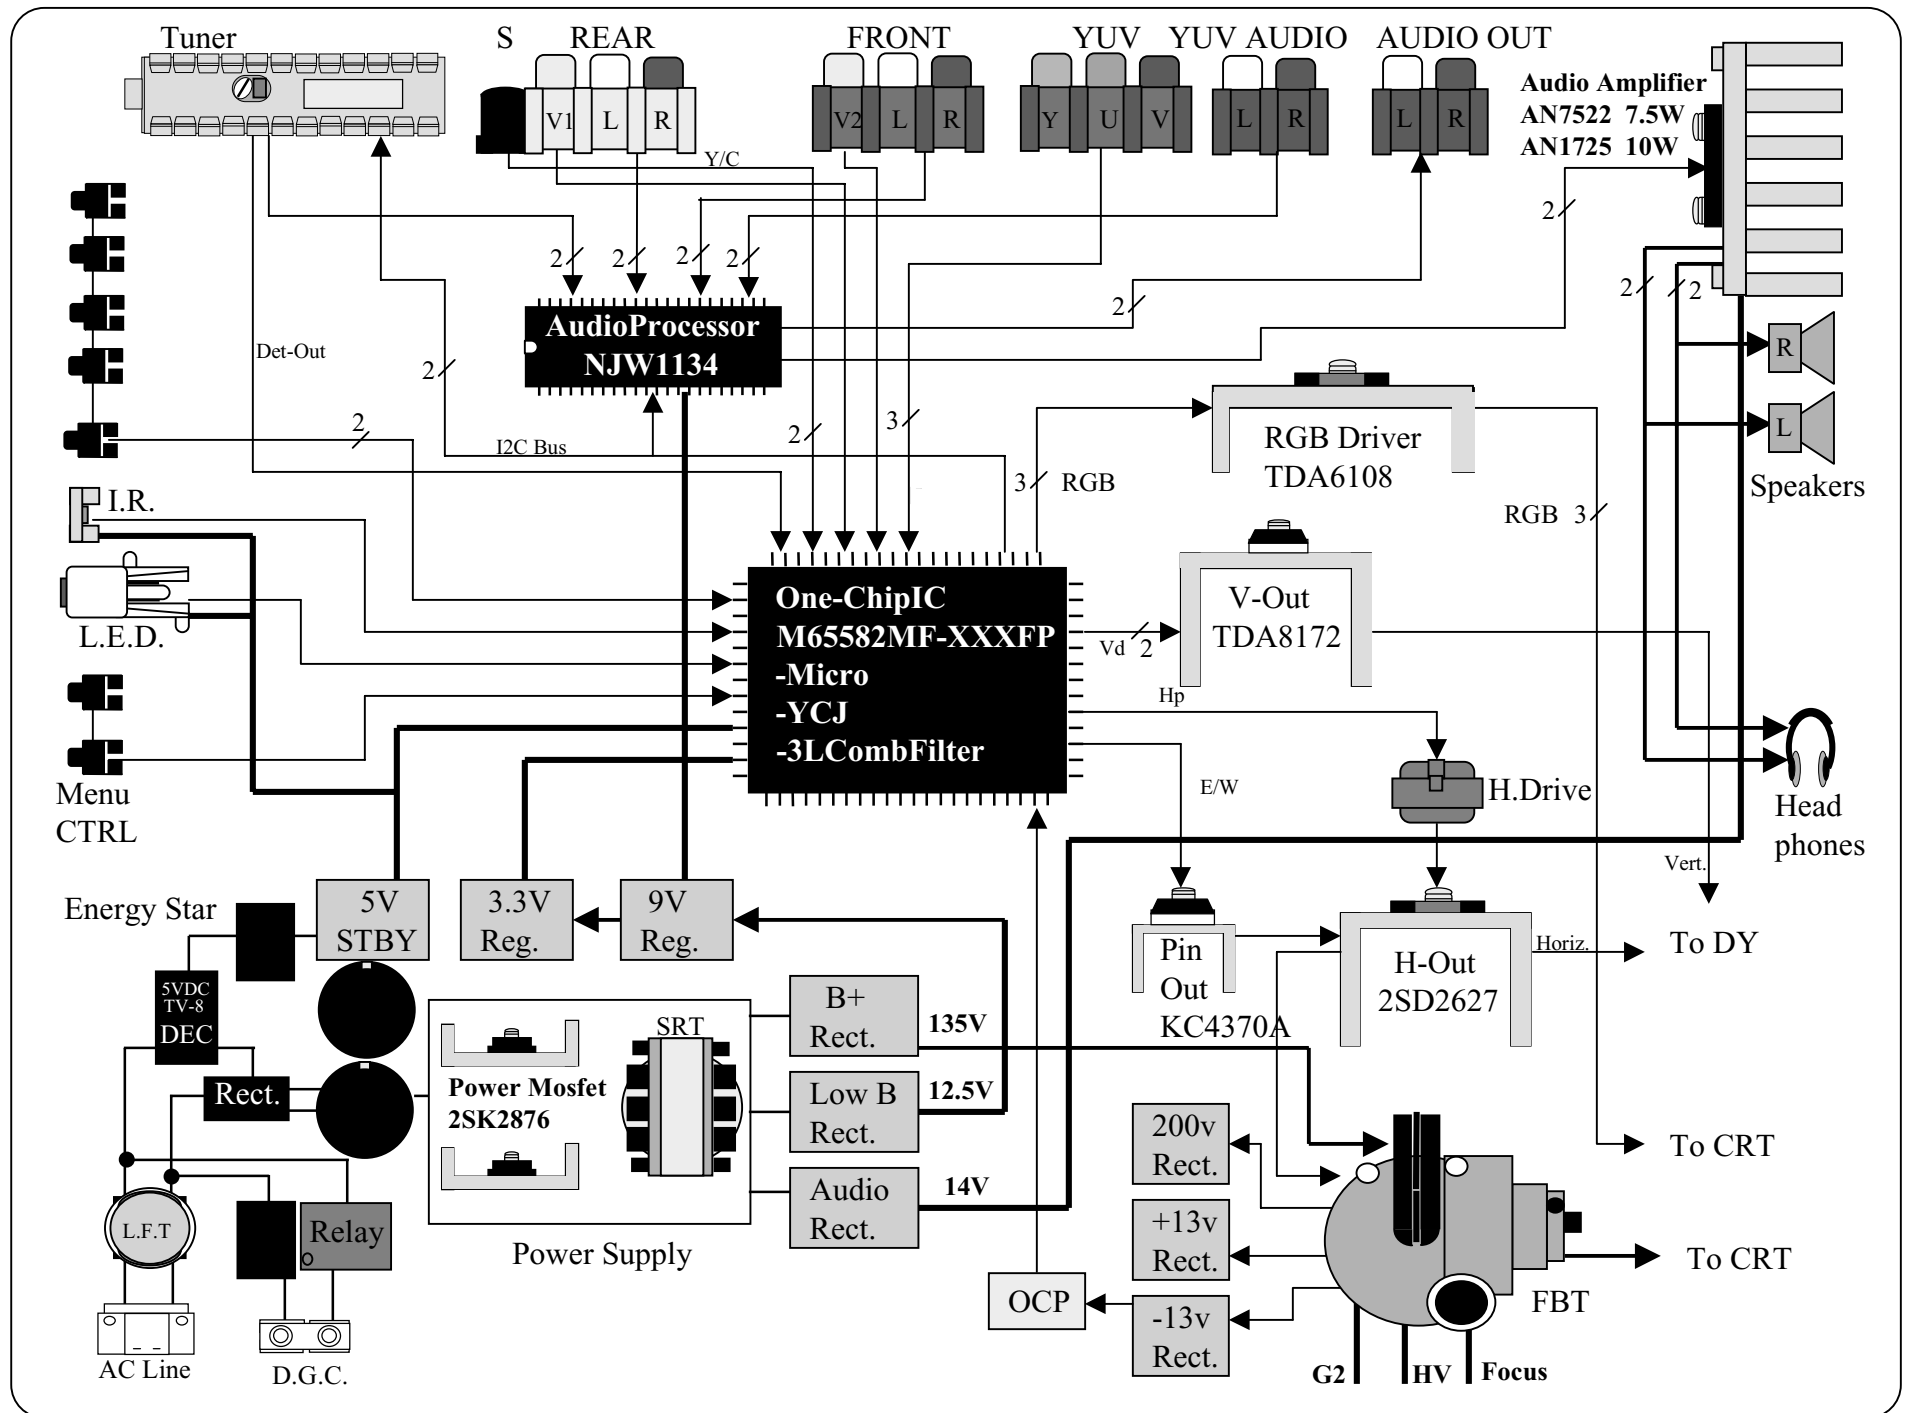 Tuner
S
REAR
FRONT
YUV
YUV AUDIO
AUDIO OUT
Audio Amplifier
AN7522 7.5W
AN1725 10W
V1
L
R
V2
L
R
Y
U
V
L
R
L
R
Y/C
2
2
2
2
2
2
2
2
AudioProcessor
NJW1134
Det-Out
2
R
L
Speakers
2
I2C Bus
2
3
RGB Driver
TDA6108
3
RGB
RGB
3
I.R.
L.E.D.
One-ChipIC
M65582MF-XXXFP
-Micro
-YCJ
-3LCombFilter
V-Out
TDA8172
Vd
2
Hp
E/W
H.Drive
Menu
CTRL
Head
phones
Vert.
Energy Star
5V
STBY
3.3V
Reg.
9V
Reg.
Pin
Out
KC4370A
H-Out
2SD2627
Horiz.
To DY
5VDC
TV-8
DEC
Rect.
SRT
Power Mosfet
2SK2876
B+
Rect.
135V
Low B
Rect.
12.5V
Audio
Rect.
14V
Power Supply
200v
Rect.
+13v
Rect.
-13v
Rect.
OCP
To CRT
To CRT
FBT
G2
HV
Focus
L.F.T
Relay
AC Line
D.G.C.